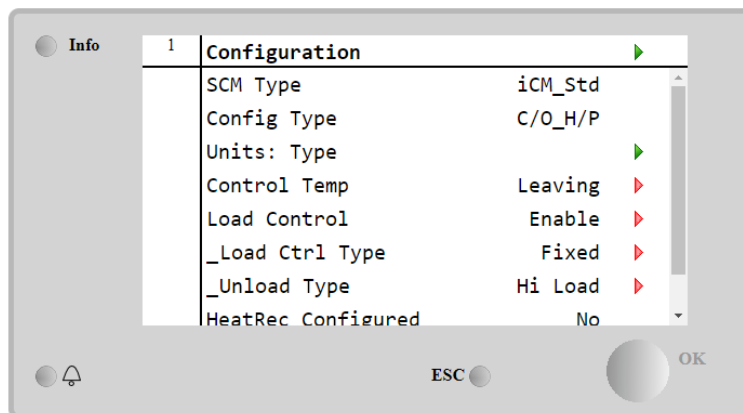 Info
1 Configuration
SCM Type iCM_Std
Config Type C/O_H/P
Units: Type
Control Temp Leaving
Load Control Enable
_Load Ctrl Type Fixed
_Unload Type Hi Load
HeatRec Configured No
ESC
OK